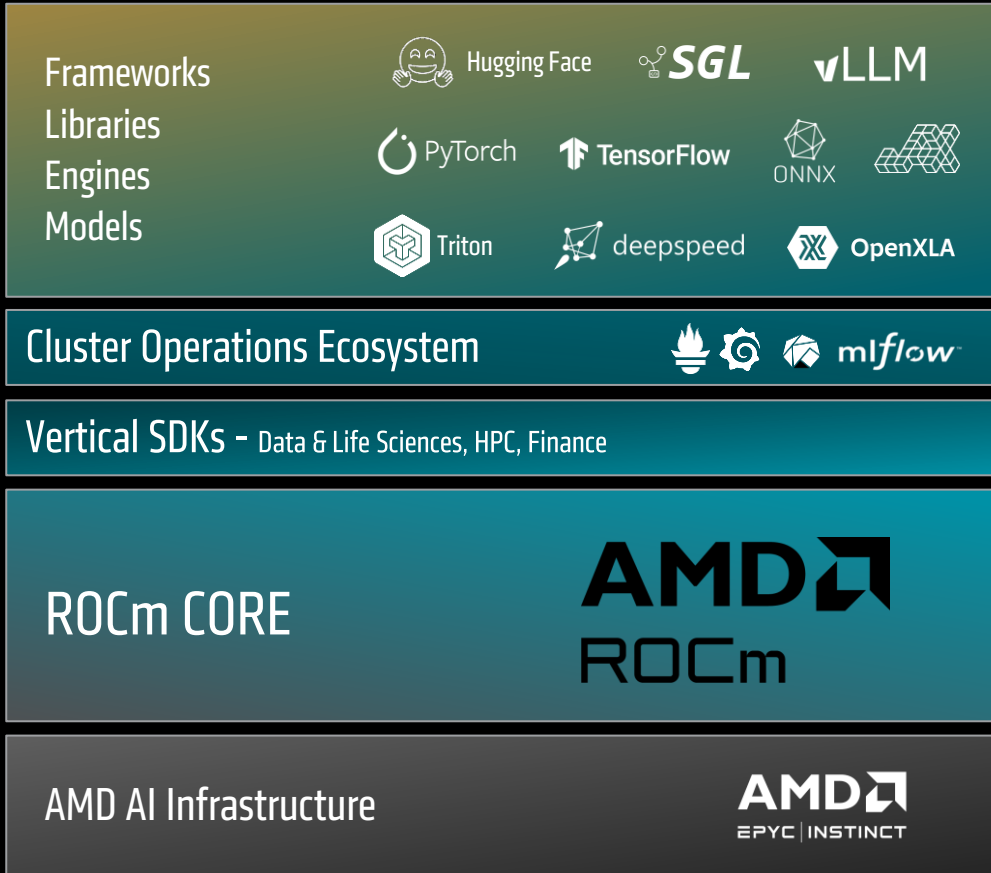 Frameworks
Libraries
Engines
Models
Hugging Face
SGL
vLLM
PyTorch
TensorFlow
ONNX
JAX
Triton
deepspeed
OpenXLA
Cluster Operations Ecosystem
mlflow
Vertical SDKs - Data & Life Sciences, HPC, Finance
ROCm CORE
AMD
ROCm
AMD AI Infrastructure
AMD
EPYC | INSTINCT